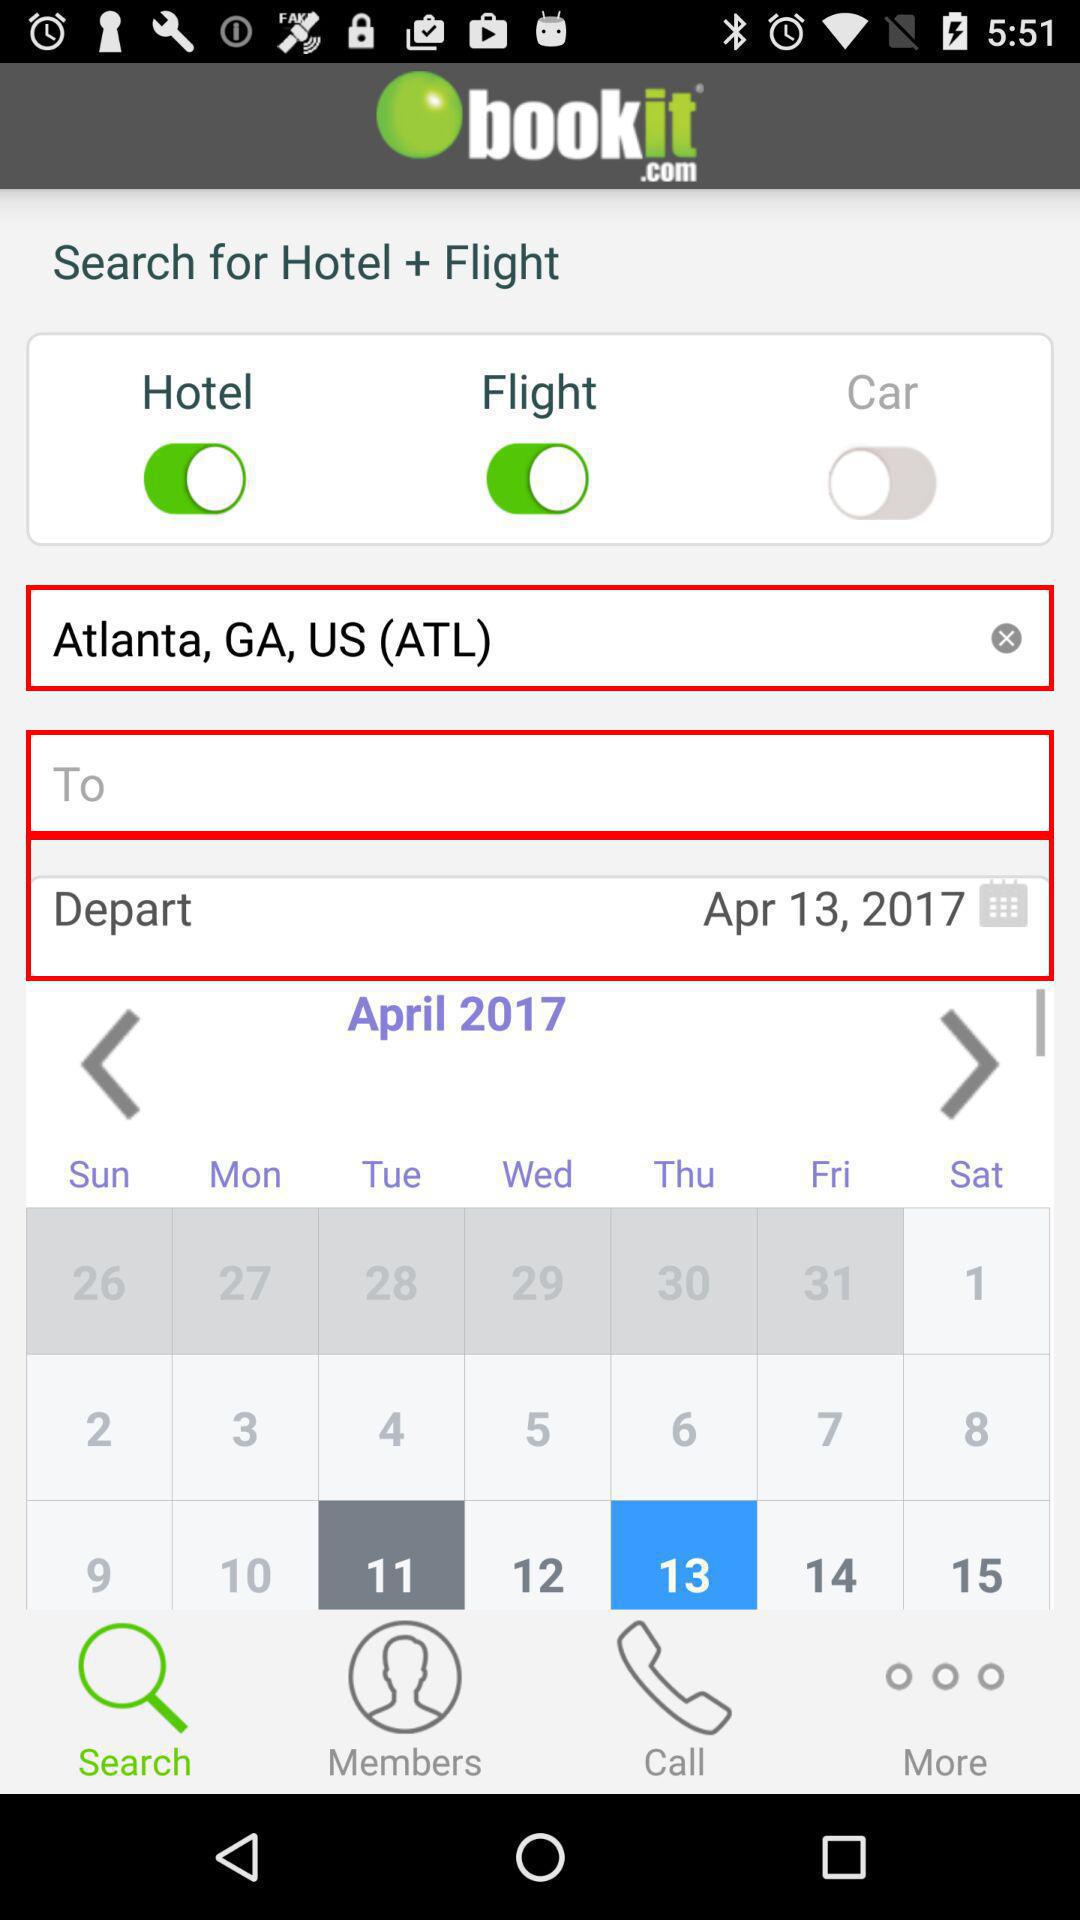 FAKE
5:51
bookit®
.com
Search for Hotel + Flight
Hotel Flight Car
Atlanta, GA, US (ATL)
To
Depart Apr 13, 2017
April 2017
Sun Mon Tue Wed Thu Fri Sat
26 27 28 29 30 31 1
2 3 4 5 6 7 8
9 10 11 12 13 14 15
Search Members Call More